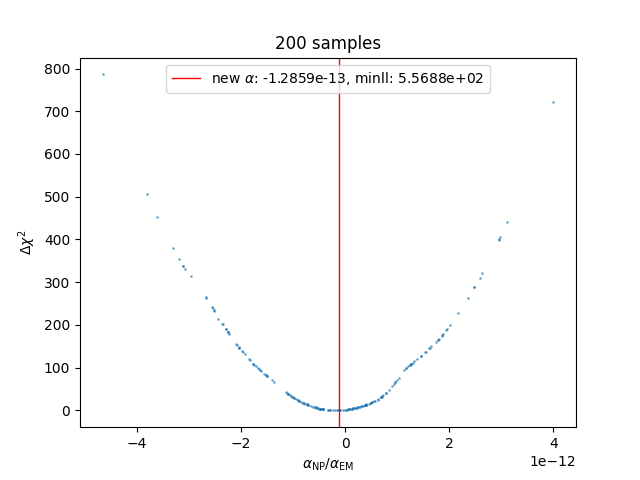 200 samples
new α: -1.2859e-13, minll: 5.5688e+02
800
700
600
500
400
300
200
100
0
Δχ²
−4 −2 0 2 4
1e−12
α_NP/α_EM